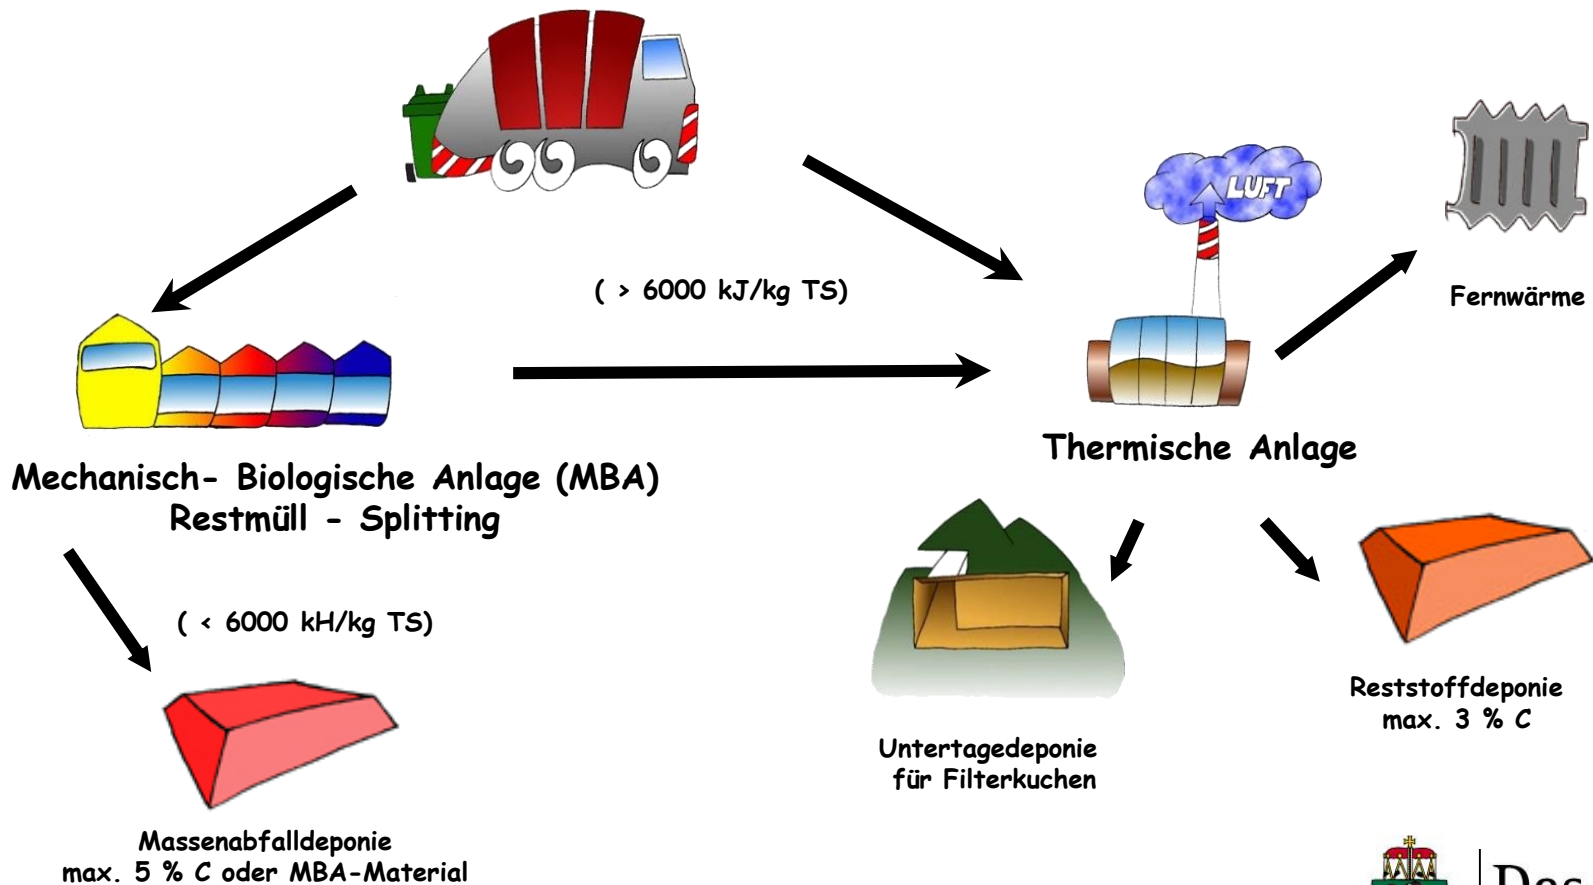 LUFT
( > 6000 kJ/kg TS)
Fernwärme
Thermische Anlage
Mechanisch- Biologische Anlage (MBA)
Restmüll - Splitting
( < 6000 kH/kg TS)
Reststoffdeponie
max. 3 % C
Untertagedeponie
für Filterkuchen
Massenabfalldeponie
max. 5 % C oder MBA-Material